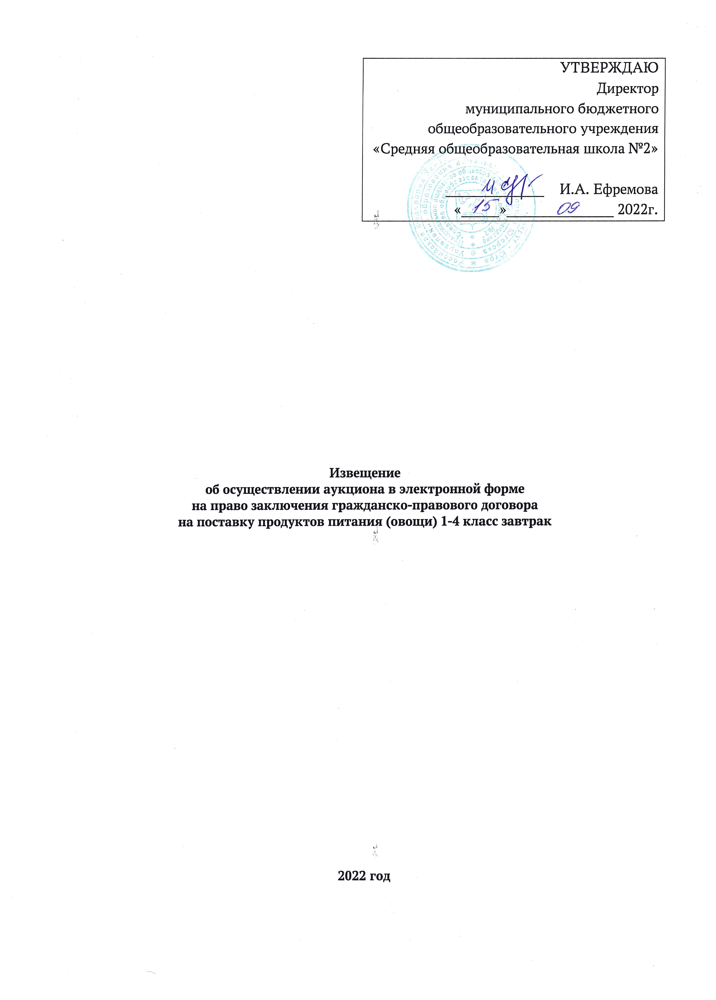 УТВЕРЖДАЮ
Директор
муниципального бюджетного
общеобразовательного учреждения
«Средняя общеобразовательная школа №2»
И.А. Ефремова
« 15 » 09 2022г.
Извещение
об осуществлении аукциона в электронной форме
на право заключения гражданско-правового договора
на поставку продуктов питания (овощи) 1-4 класс завтрак
2022 год